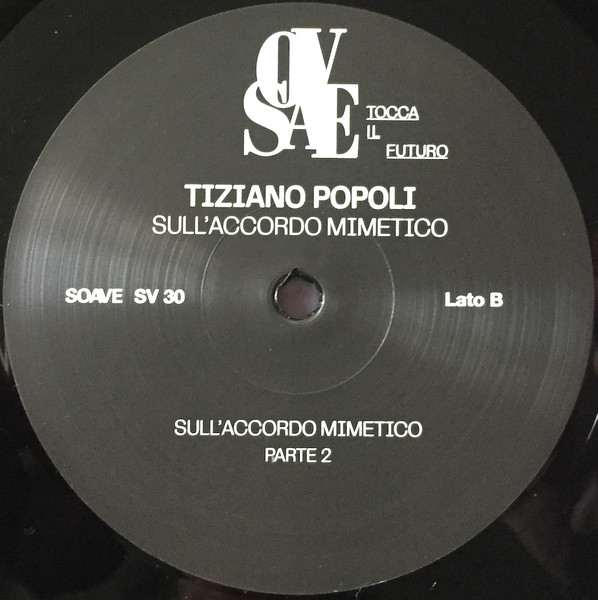 SOAVE
TOCCA
IL
FUTURO
TIZIANO POPOLI
SULL'ACCORDO MIMETICO
SOAVE SV 30
Lato B
SULL'ACCORDO MIMETICO
PARTE 2